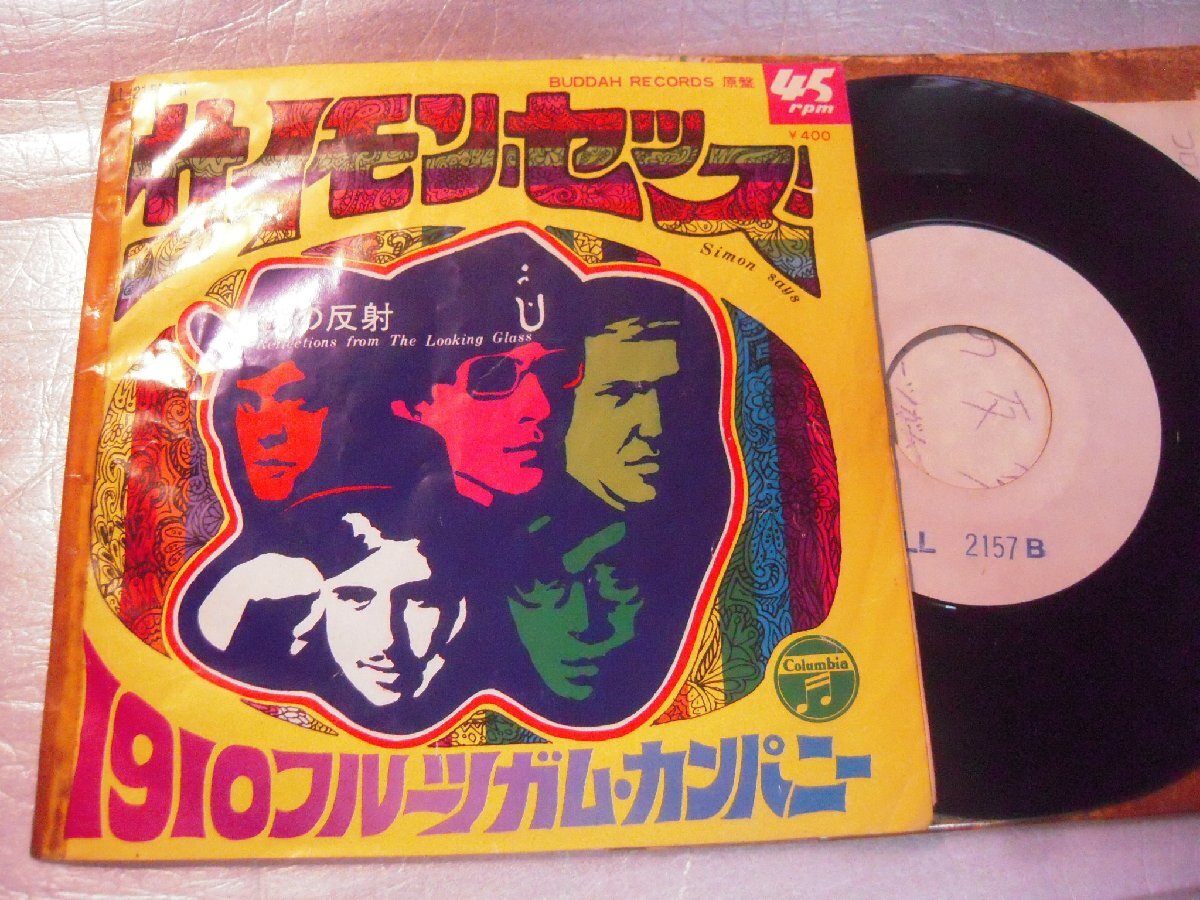 BUDDAH RECORDS 原盤
45
rpm
¥400
サイモン・セッズ
Simon says
の反射
Reflections from The Looking Glass
Columbia
1910フルーツガム・カンパニー
LL 2157 B